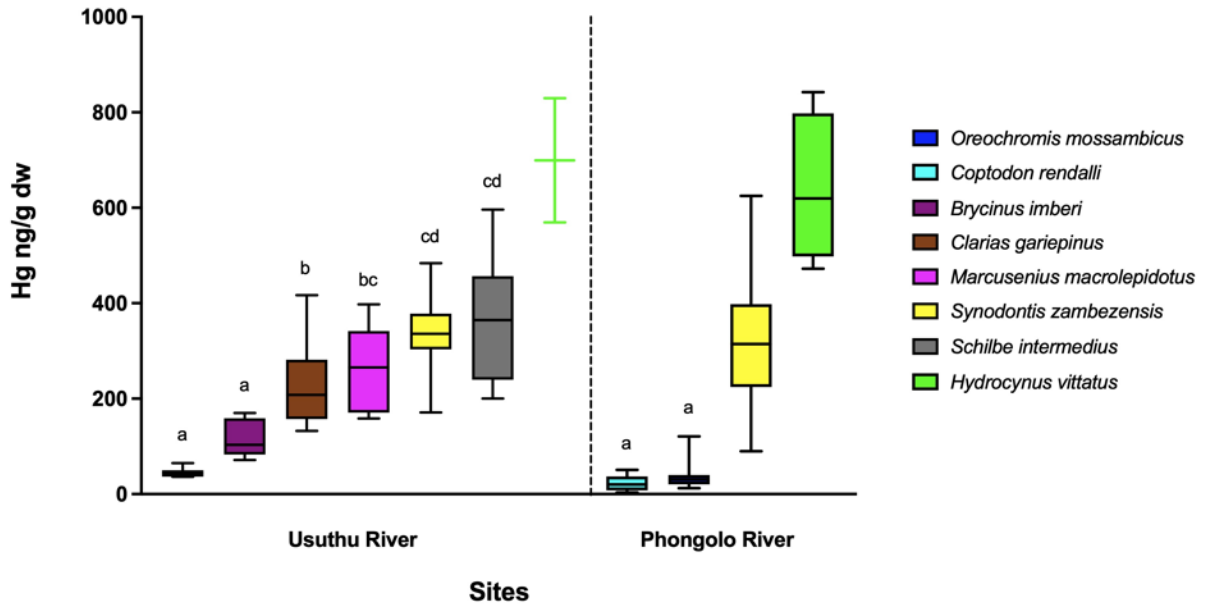 1000
800
600
400
200
0
Hg ng/g dw
a
a
b
bc
cd
cd
a
a
Usuthu River
Phongolo River
Sites
Oreochromis mossambicus
Coptodon rendalli
Brycinus imberi
Clarias gariepinus
Marcusenius macrolepidotus
Synodontis zambezensis
Schilbe intermedius
Hydrocynus vittatus